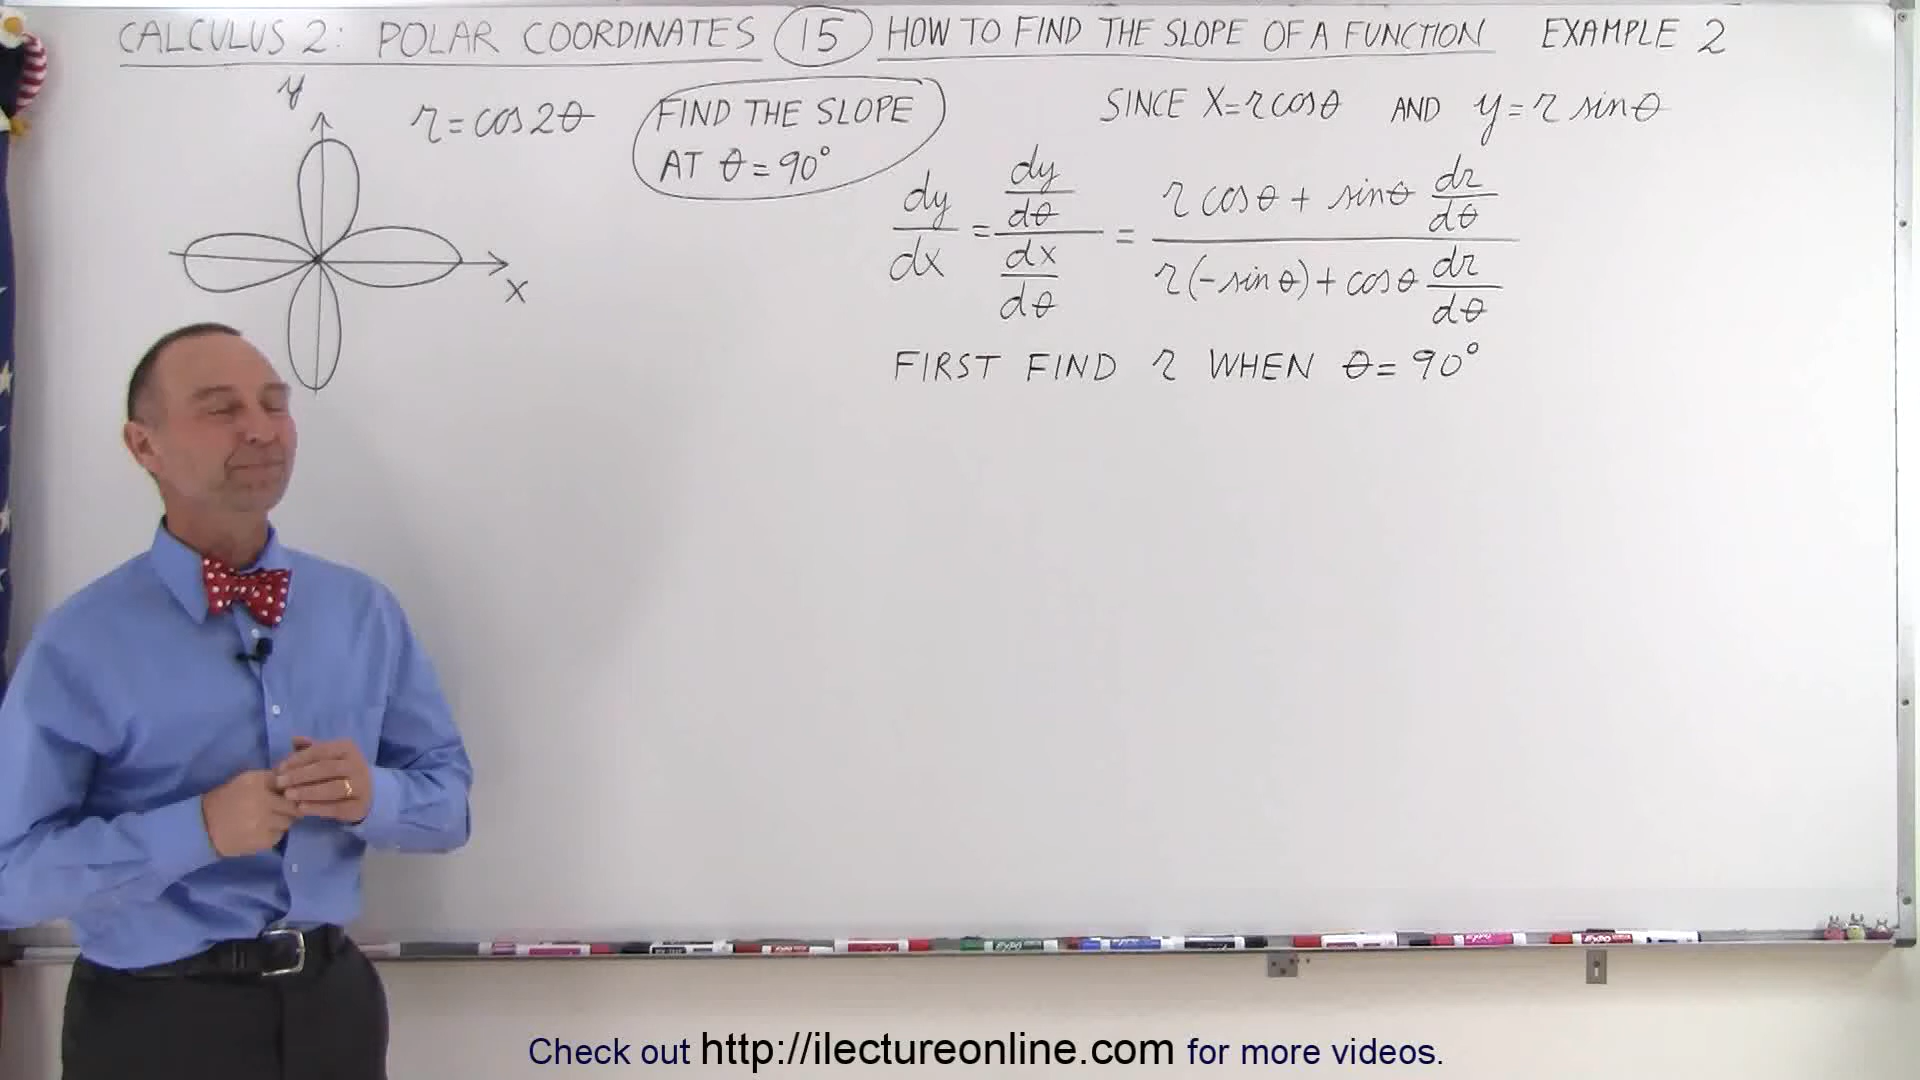 CALCULUS 2: POLAR COORDINATES 15 HOW TO FIND THE SLOPE OF A FUNCTION EXAMPLE 2
y
x
r = cos 2θ
FIND THE SLOPE
AT θ = 90°
SINCE X = r cos θ AND y = r sin θ
dy/dx = (dy/dθ)/(dx/dθ) = (r cos θ + sin θ dr/dθ)/(r(-sin θ) + cos θ dr/dθ)
FIRST FIND r WHEN θ = 90°
Check out http://ilectureonline.com for more videos.